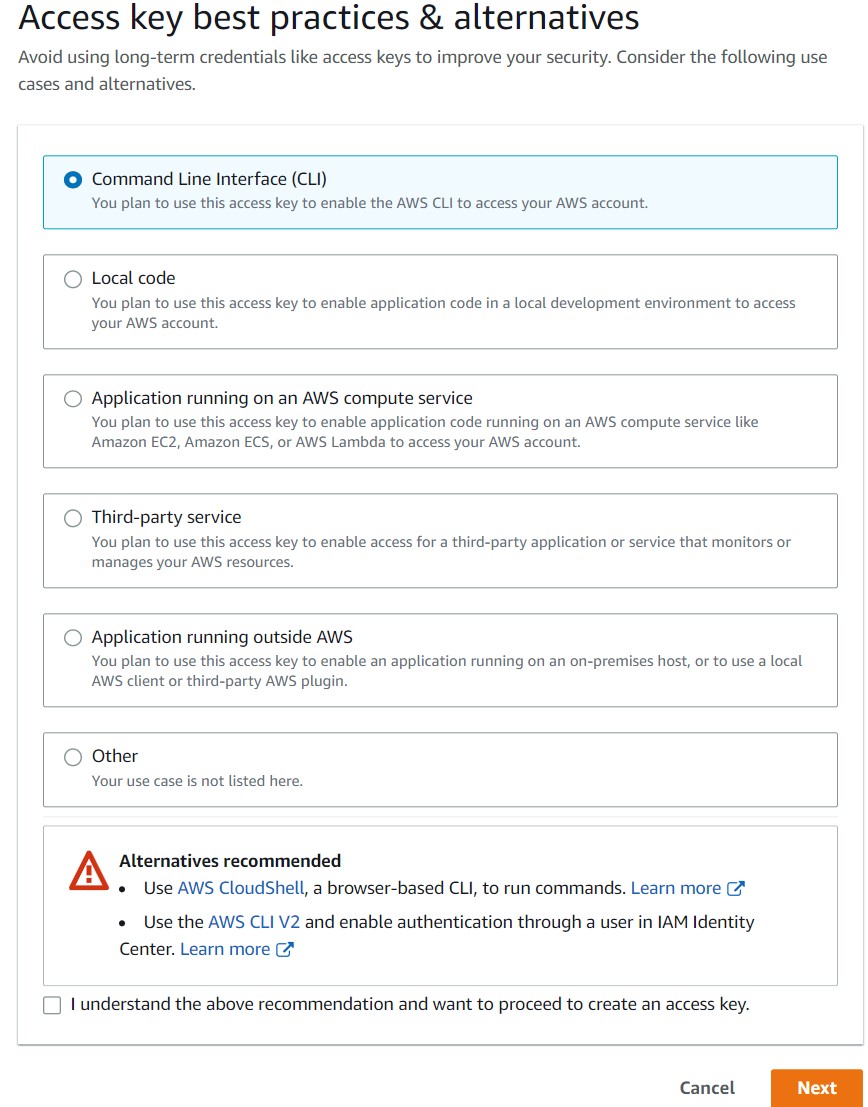 Access key best practices & alternatives
Avoid using long-term credentials like access keys to improve your security. Consider the following use
cases and alternatives.
Command Line Interface (CLI)
You plan to use this access key to enable the AWS CLI to access your AWS account.
Local code
You plan to use this access key to enable application code in a local development environment to access
your AWS account.
Application running on an AWS compute service
You plan to use this access key to enable application code running on an AWS compute service like
Amazon EC2, Amazon ECS, or AWS Lambda to access your AWS account.
Third-party service
You plan to use this access key to enable access for a third-party application or service that monitors or
manages your AWS resources.
Application running outside AWS
You plan to use this access key to enable an application running on an on-premises host, or to use a local
AWS client or third-party AWS plugin.
Other
Your use case is not listed here.
Alternatives recommended
• Use AWS CloudShell, a browser-based CLI, to run commands. Learn more
• Use the AWS CLI V2 and enable authentication through a user in IAM Identity
Center. Learn more
I understand the above recommendation and want to proceed to create an access key.
Cancel Next